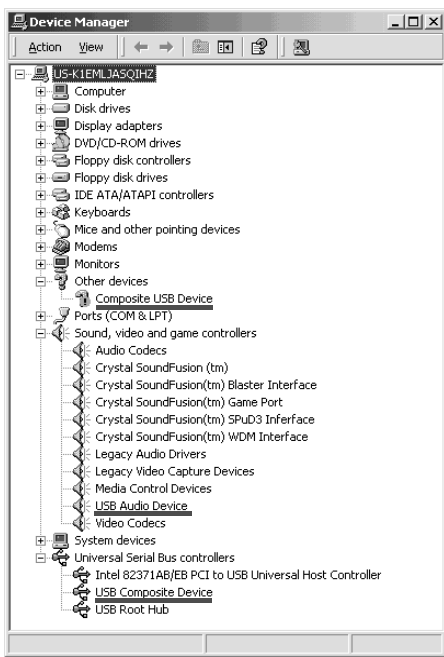 Device Manager
Action View
US-K1EMLJASQIHZ
Computer
Disk drives
Display adapters
DVD/CD-ROM drives
Floppy disk controllers
Floppy disk drives
IDE ATA/ATAPI controllers
Keyboards
Mice and other pointing devices
Modems
Monitors
Other devices
Composite USB Device
Ports (COM & LPT)
Sound, video and game controllers
Audio Codecs
Crystal SoundFusion (tm)
Crystal SoundFusion(tm) Blaster Interface
Crystal SoundFusion(tm) Game Port
Crystal SoundFusion(tm) SPuD3 Inferface
Crystal SoundFusion(tm) WDM Interface
Legacy Audio Drivers
Legacy Video Capture Devices
Media Control Devices
USB Audio Device
Video Codecs
System devices
Universal Serial Bus controllers
Intel 82371AB/EB PCI to USB Universal Host Controller
USB Composite Device
USB Root Hub